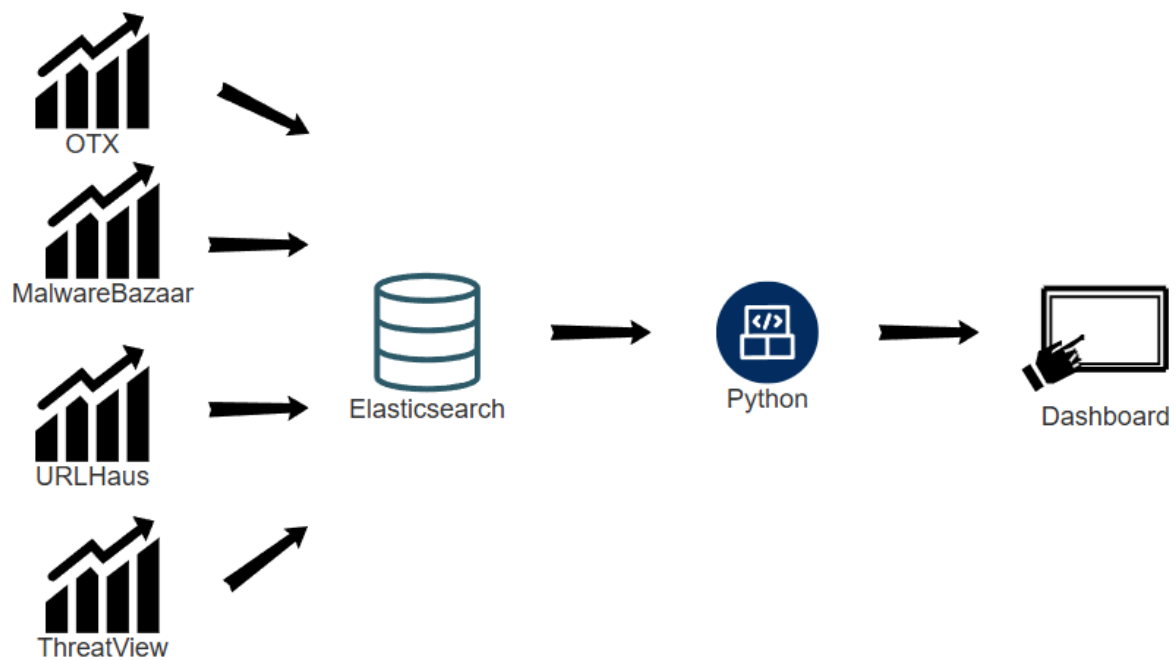 OTX
MalwareBazaar
URLHaus
ThreatView
Elasticsearch
</>
Python
Dashboard